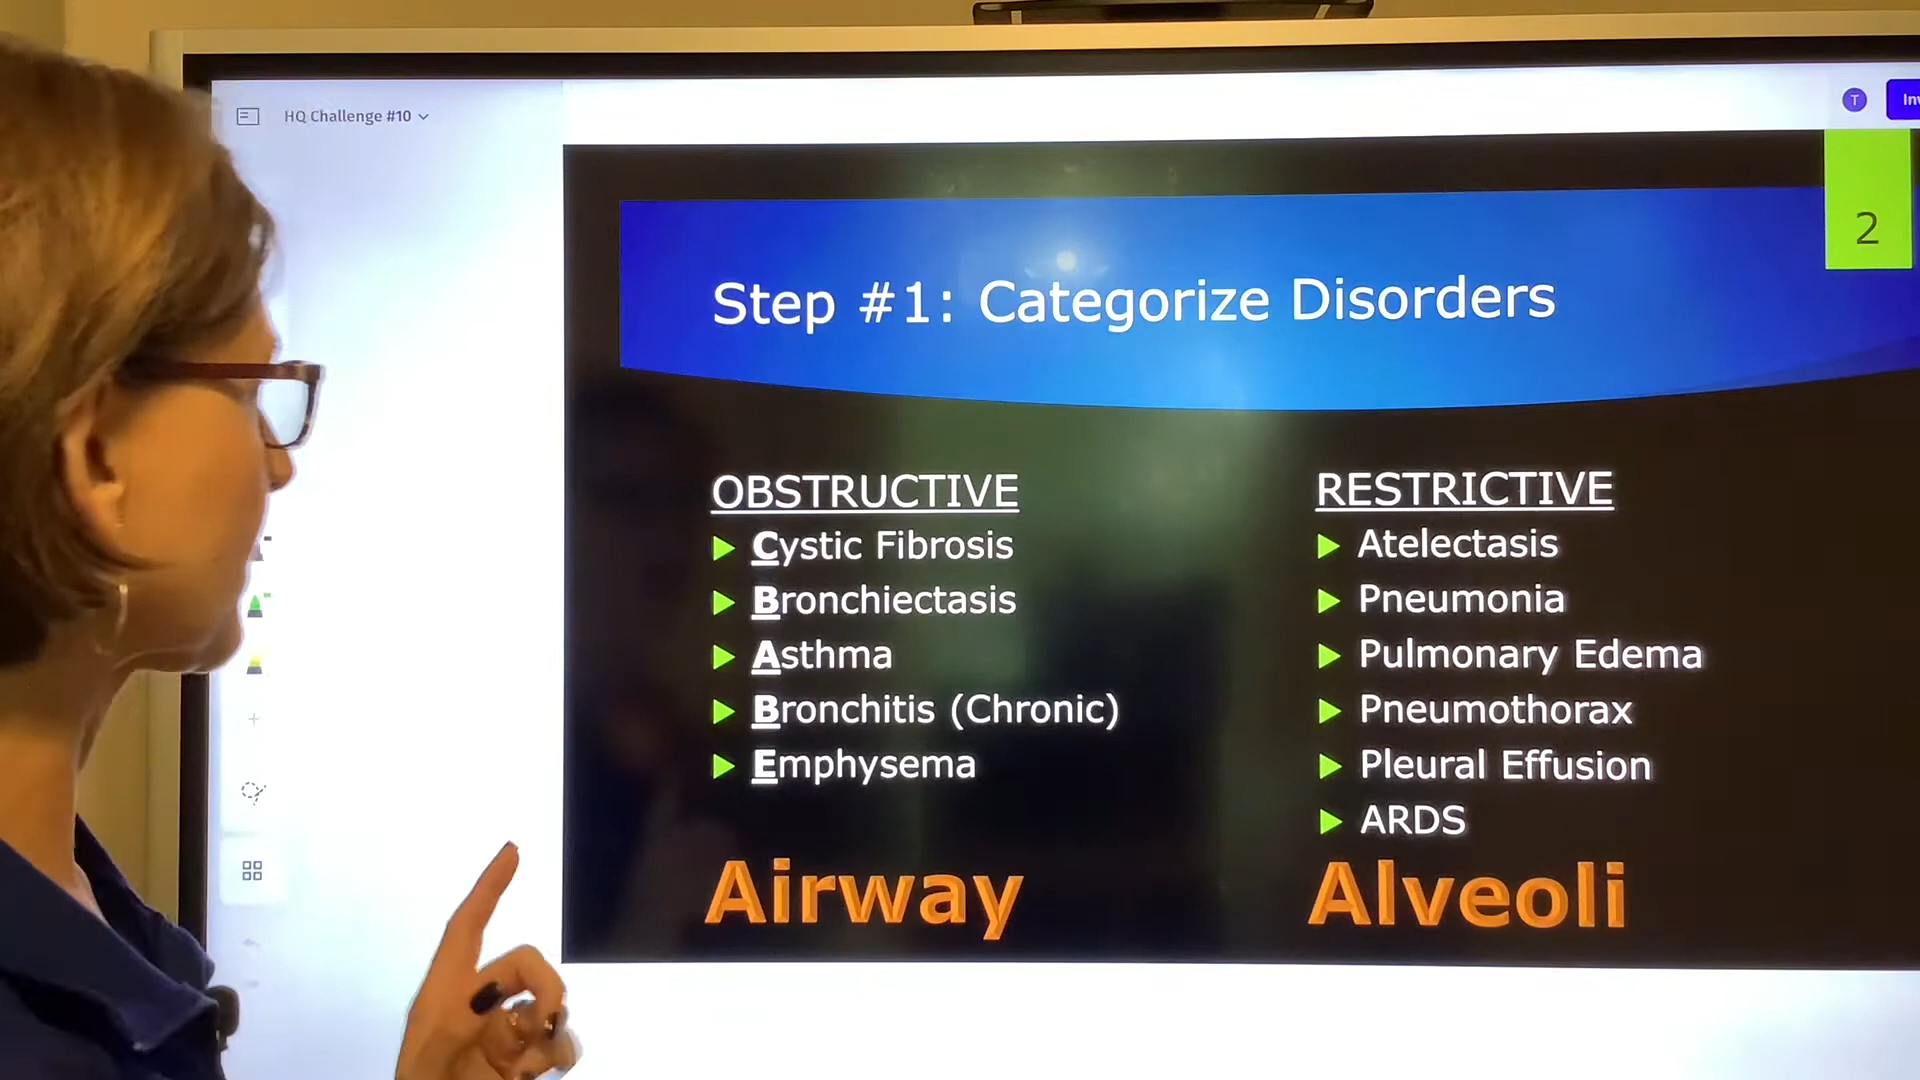 HQ Challenge #10
T
2
Step #1: Categorize Disorders
OBSTRUCTIVE
Cystic Fibrosis
Bronchiectasis
Asthma
Bronchitis (Chronic)
Emphysema
Airway
RESTRICTIVE
Atelectasis
Pneumonia
Pulmonary Edema
Pneumothorax
Pleural Effusion
ARDS
Alveoli